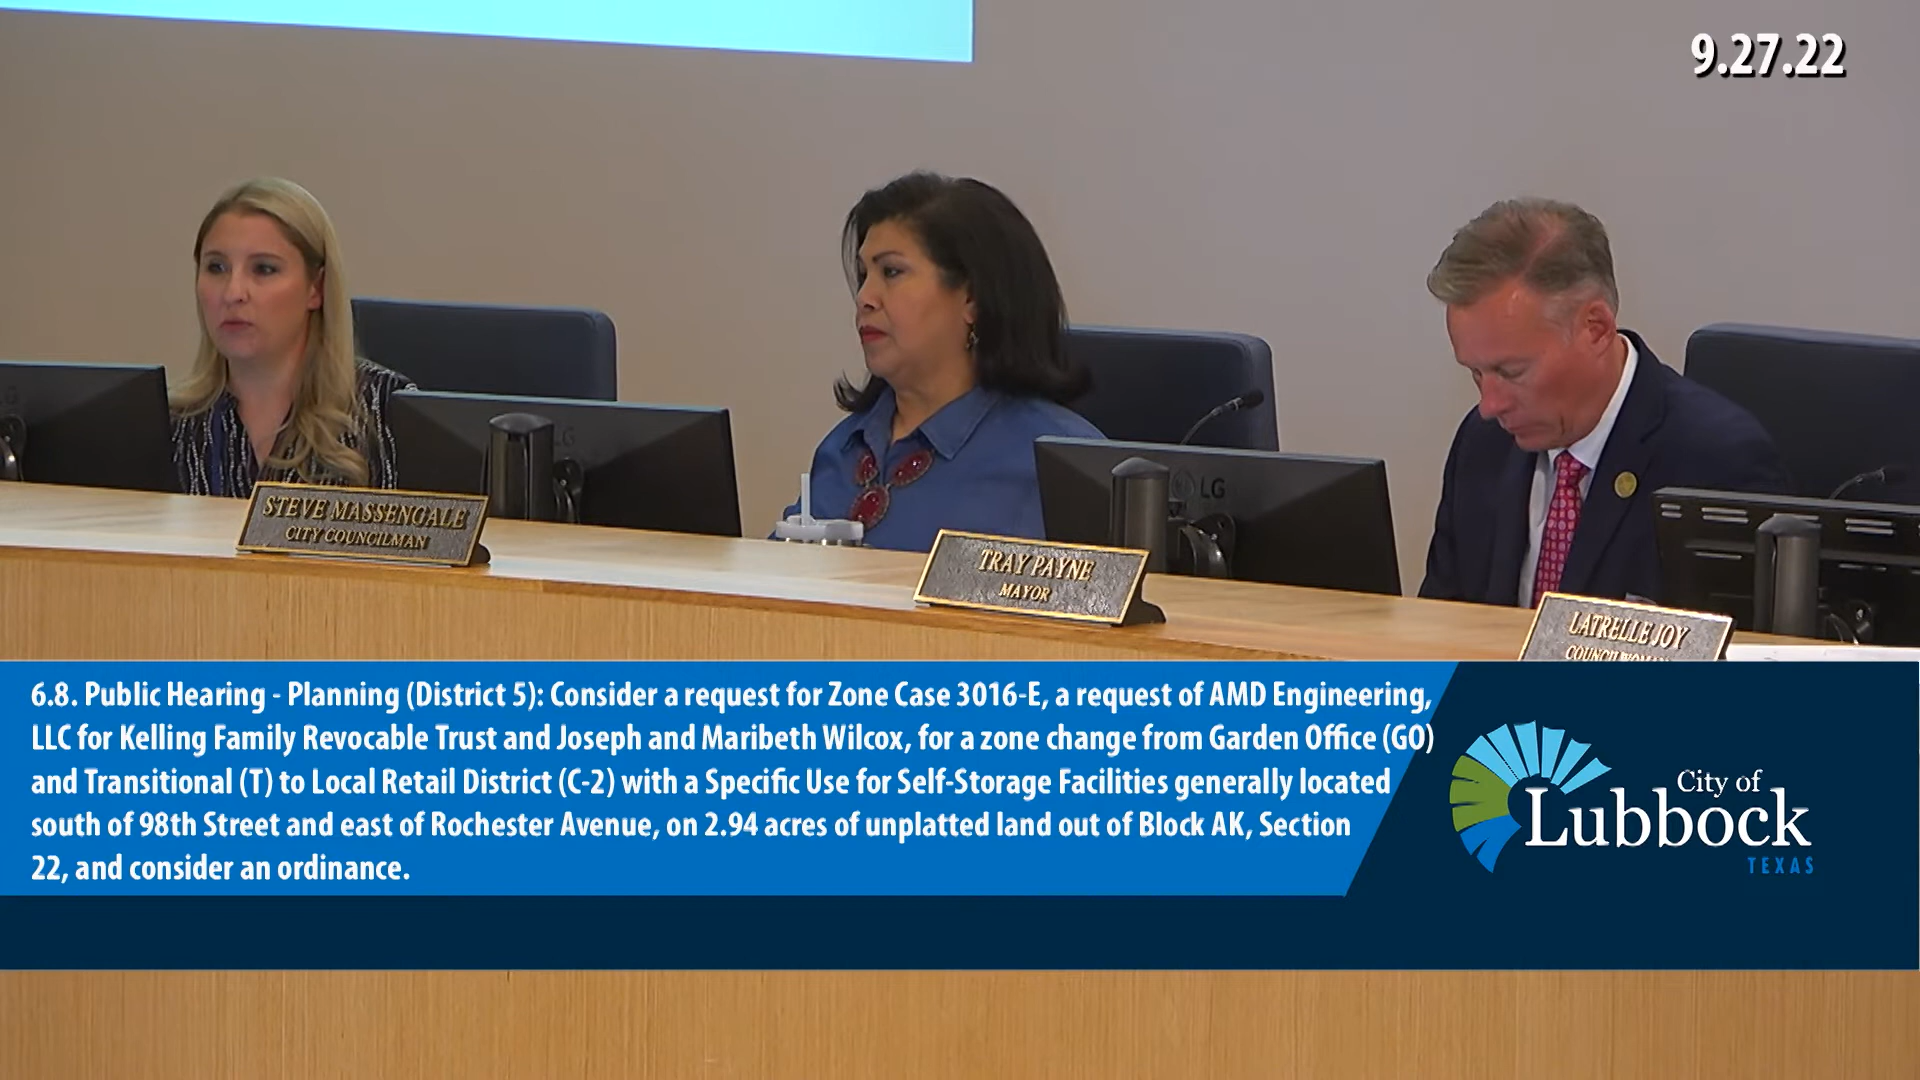 9.27.22
LG
LG
LG
STEVE MASSENGALE
CITY COUNCILMAN
TRAY PAYNE
MAYOR
LATRELLE JOY
COUNCILWOMAN
6.8. Public Hearing - Planning (District 5): Consider a request for Zone Case 3016-E, a request of AMD Engineering,
LLC for Kelling Family Revocable Trust and Joseph and Maribeth Wilcox, for a zone change from Garden Office (GO)
and Transitional (T) to Local Retail District (C-2) with a Specific Use for Self-Storage Facilities generally located
south of 98th Street and east of Rochester Avenue, on 2.94 acres of unplatted land out of Block AK, Section
22, and consider an ordinance.
City of
Lubbock
TEXAS